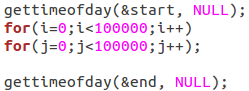 gettimeofday(&start, NULL);
for(i=0;i<100000;i++)
for(j=0;j<100000;j++);
gettimeofday(&end, NULL);